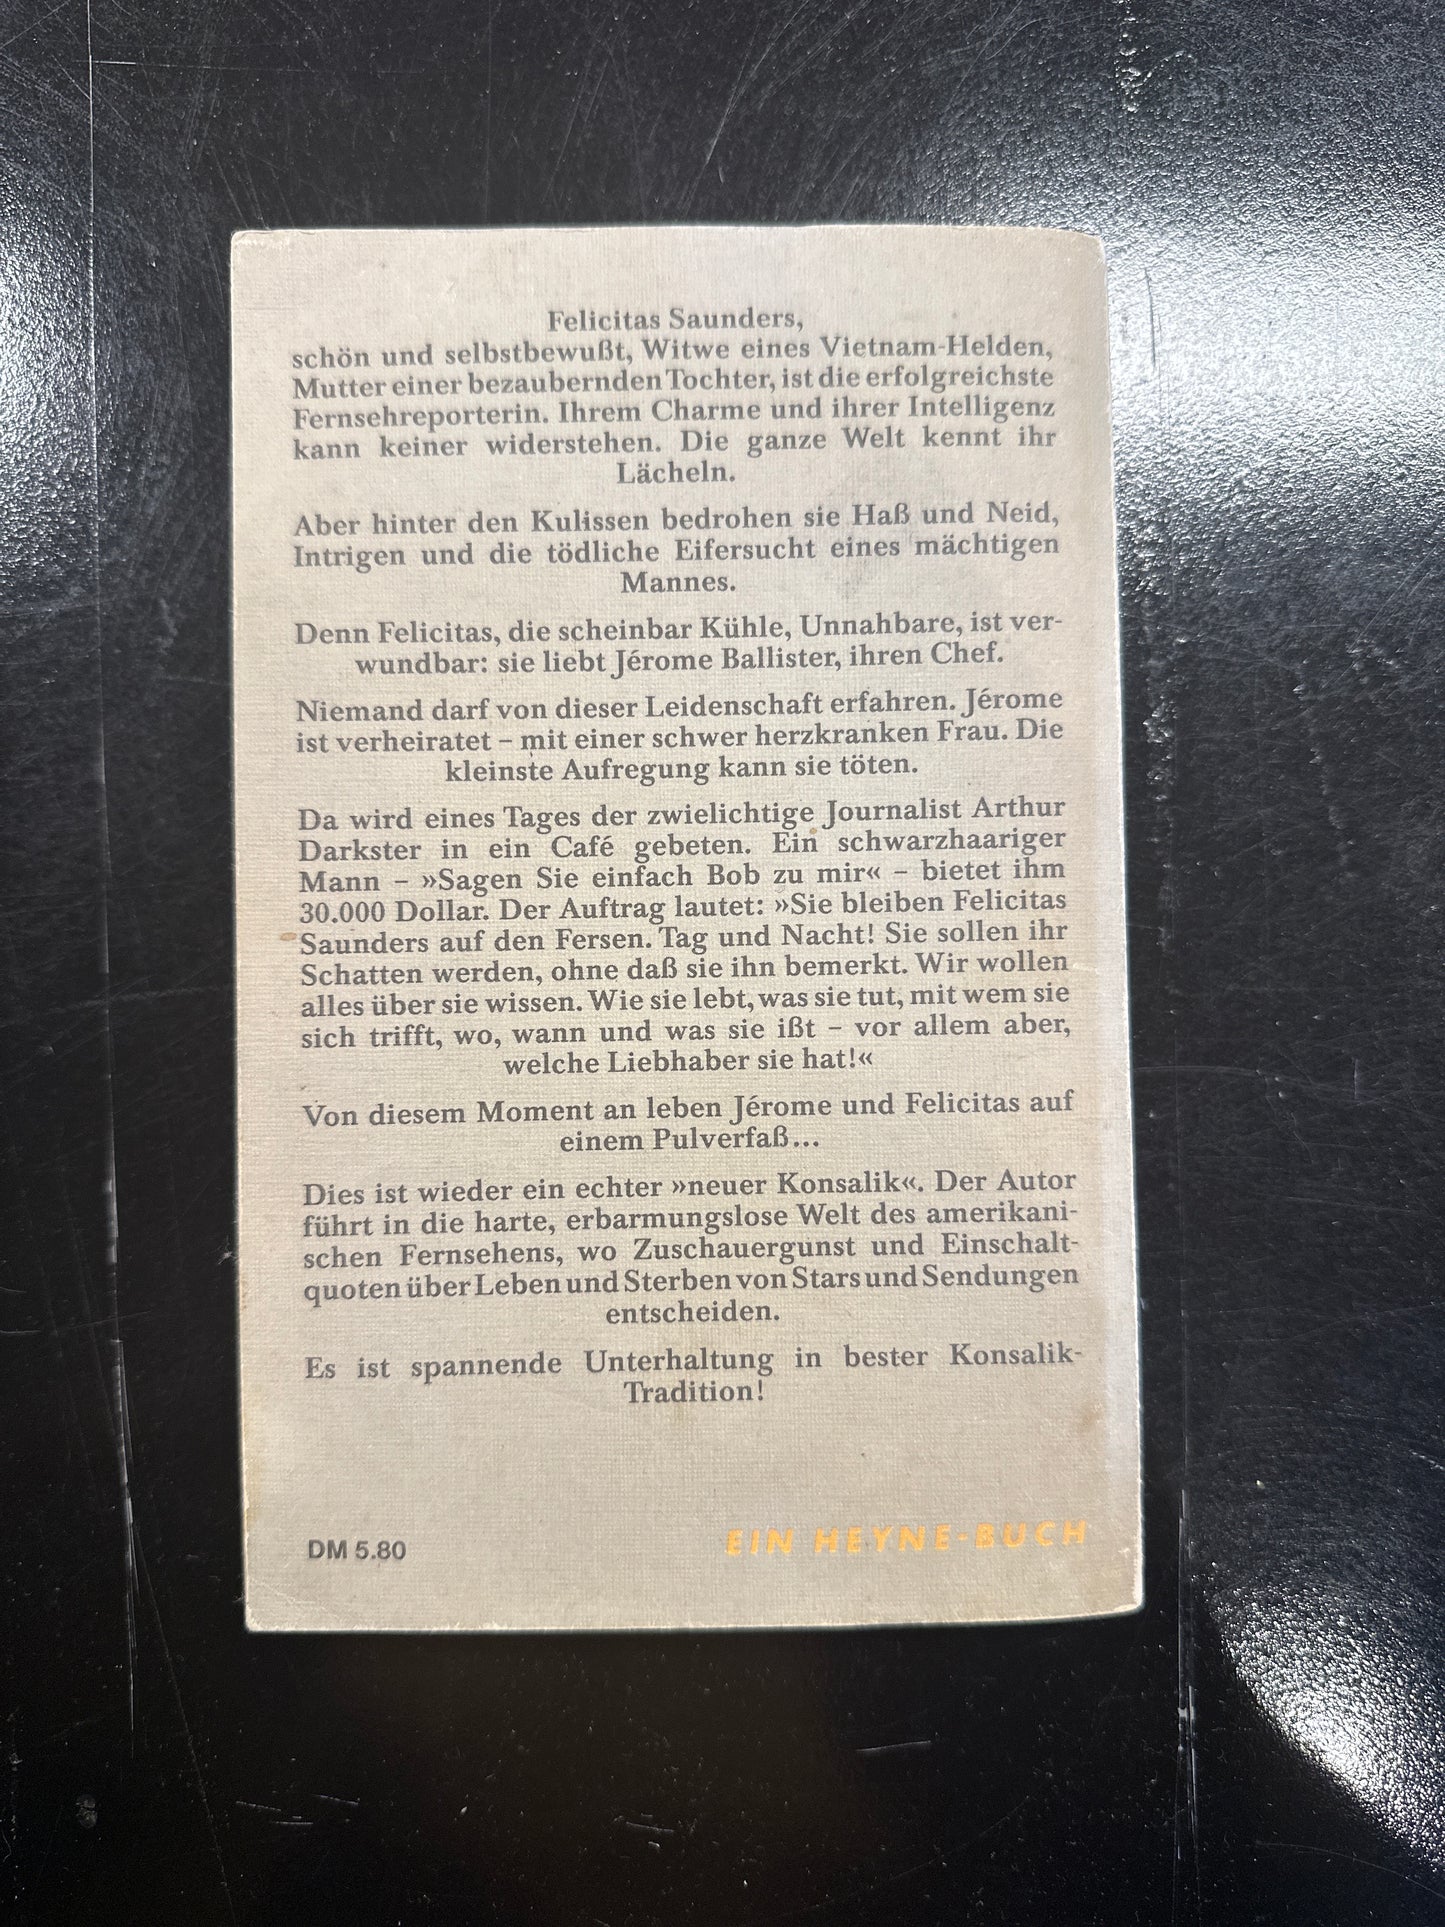 Felicitas Saunders,
schön und selbstbewußt, Witwe eines Vietnam-Helden,
Mutter einer bezaubernden Tochter, ist die erfolgreichste
Fernsehreporterin. Ihrem Charme und ihrer Intelligenz
kann keiner widerstehen. Die ganze Welt kennt ihr
Lächeln.
Aber hinter den Kulissen bedrohen sie Haß und Neid,
Intrigen und die tödliche Eifersucht eines mächtigen
Mannes.
Denn Felicitas, die scheinbar Kühle, Unnahbare, ist ver-
wundbar: sie liebt Jérome Ballister, ihren Chef.
Niemand darf von dieser Leidenschaft erfahren. Jérome
ist verheiratet – mit einer schwer herzkranken Frau. Die
kleinste Aufregung kann sie töten.
Da wird eines Tages der zwielichtige Journalist Arthur
Darkster in ein Café gebeten. Ein schwarzhaariger
Mann – »Sagen Sie einfach Bob zu mir« – bietet ihm
30.000 Dollar. Der Auftrag lautet: »Sie bleiben Felicitas
Saunders auf den Fersen. Tag und Nacht! Sie sollen ihr
Schatten werden, ohne daß sie ihn bemerkt. Wir wollen
alles über sie wissen. Wie sie lebt, was sie tut, mit wem sie
sich trifft, wo, wann und was sie ißt – vor allem aber,
welche Liebhaber sie hat!«
Von diesem Moment an leben Jérome und Felicitas auf
einem Pulverfaß...
Dies ist wieder ein echter »neuer Konsalik«. Der Autor
führt in die harte, erbarmungslose Welt des amerikani-
schen Fernsehens, wo Zuschauergunst und Einschalt-
quoten über Leben und Sterben von Stars und Sendungen
entscheiden.
Es ist spannende Unterhaltung in bester Konsalik-
Tradition!
DM 5.80
EIN HEYNE-BUCH